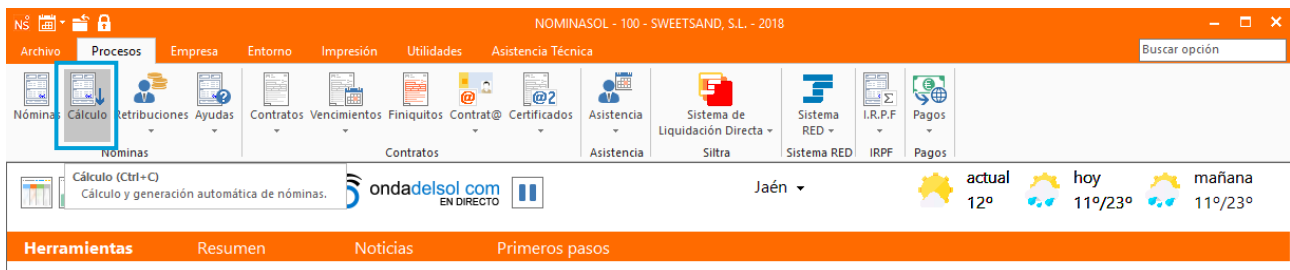 NOMINASOL - 100 - SWEETSAND, S.L. - 2018
Archivo Procesos Empresa Entorno Impresión Utilidades Asistencia Técnica Buscar opción
Nóminas Cálculo Retribuciones Ayudas Contratos Vencimientos Finiquitos Contrat@ Certificados Asistencia Sistema de Liquidación Directa Sistema RED I.R.P.F Pagos
Nóminas Contratos Asistencia Siltra Sistema RED IRPF Pagos
Cálculo (Ctrl+C)
Cálculo y generación automática de nóminas.
ondadelsol com
EN DIRECTO
Jaén
actual hoy mañana
12º 11º/23º 11º/23º
Herramientas Resumen Noticias Primeros pasos